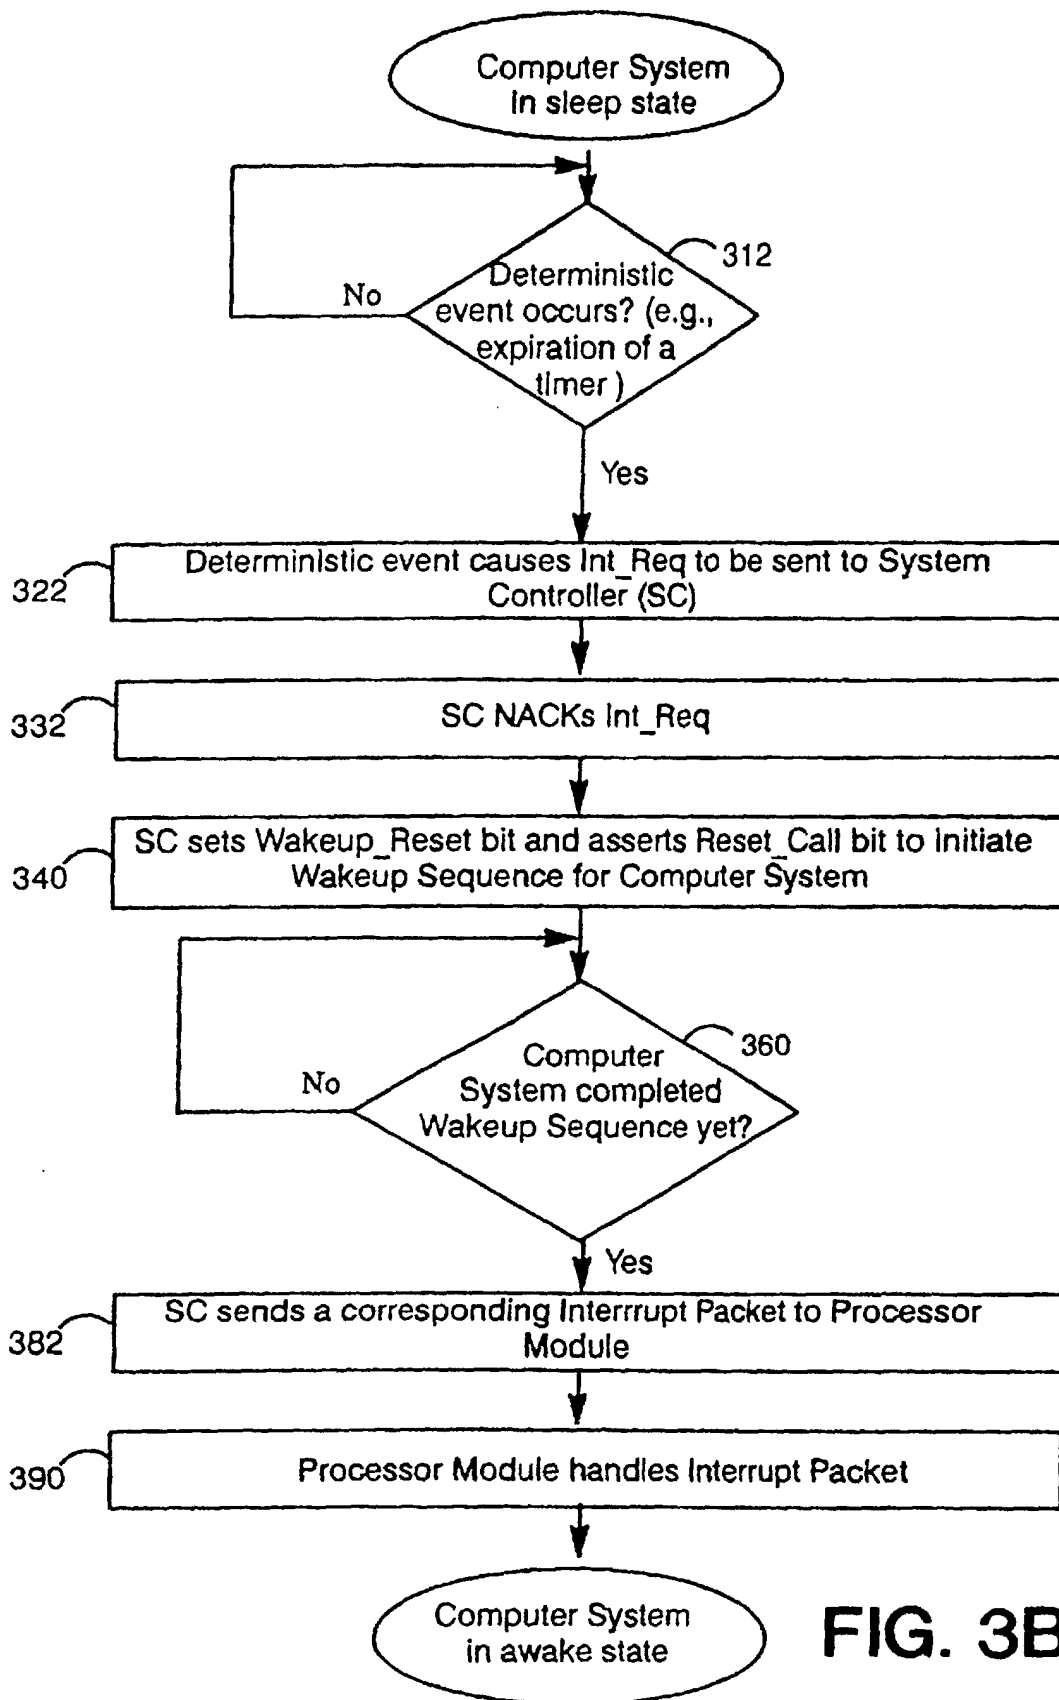 Computer System
In sleep state
312
Deterministic
event occurs? (e.g.,
expiration of a
timer )
No
Yes
322
Deterministic event causes Int_Req to be sent to System
Controller (SC)
332
SC NACKs Int_Req
340
SC sets Wakeup_Reset bit and asserts Reset_Call bit to Initiate
Wakeup Sequence for Computer System
360
Computer
System completed
Wakeup Sequence yet?
No
Yes
382
SC sends a corresponding Interrrupt Packet to Processor
Module
390
Processor Module handles Interrupt Packet
Computer System
in awake state
FIG. 3B